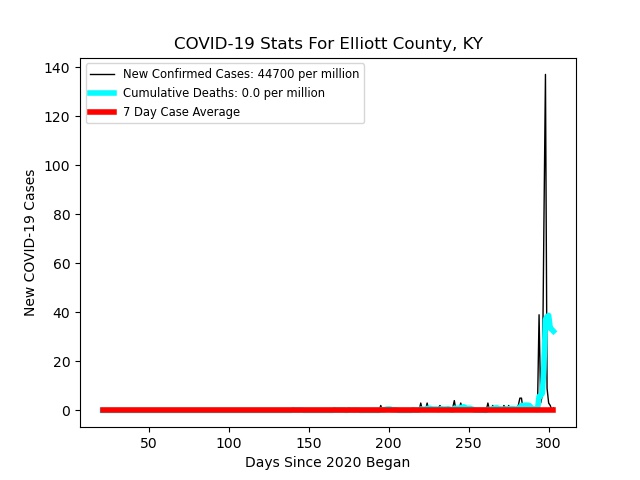 COVID-19 Stats For Elliott County, KY
New Confirmed Cases: 44700 per million
Cumulative Deaths: 0.0 per million
7 Day Case Average
140
120
100
80
60
40
20
0
New COVID-19 Cases
50 100 150 200 250 300
Days Since 2020 Began